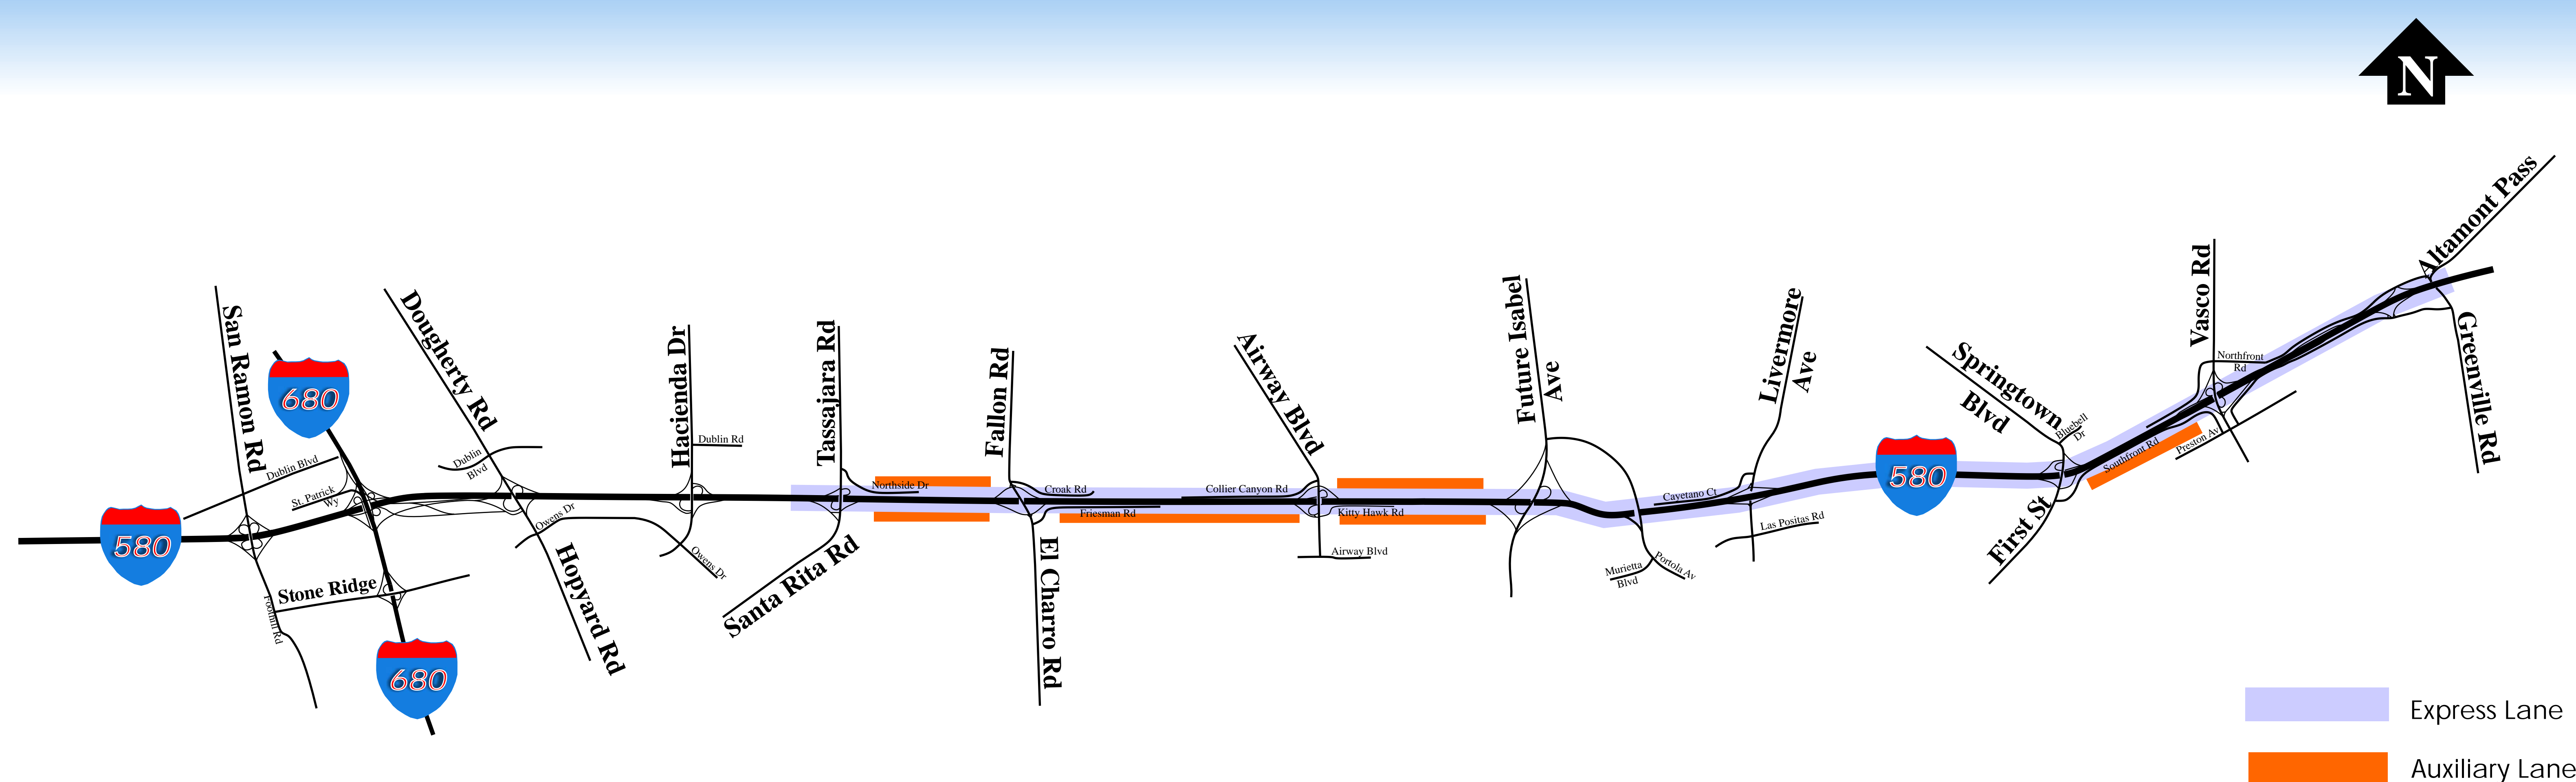 N
San Ramon Rd
680
Dougherty Rd
Hacienda Dr
Tassajara Rd
Fallon Rd
Airway Blvd
Future Isabel
Ave
Livermore
Ave
Springtown
Blvd
Vasco Rd
Altamont Pass
Greenville Rd
Northfront
Rd
Bluebell
Dr
Dublin Blvd
St. Patrick
Wy
Dublin
Blvd
Dublin Rd
Northside Dr
Croak Rd
Collier Canyon Rd
Cayetano Ct
580
Southfront Rd
Preston Av
580
Owens Dr
Owens Dr
Friesman Rd
Kitty Hawk Rd
Las Positas Rd
Airway Blvd
Murietta
Blvd
Portola Av
First St
Stone Ridge
Foothill Rd
Hopyard Rd
Santa Rita Rd
El Charro Rd
680
Express Lane
Auxiliary Lane